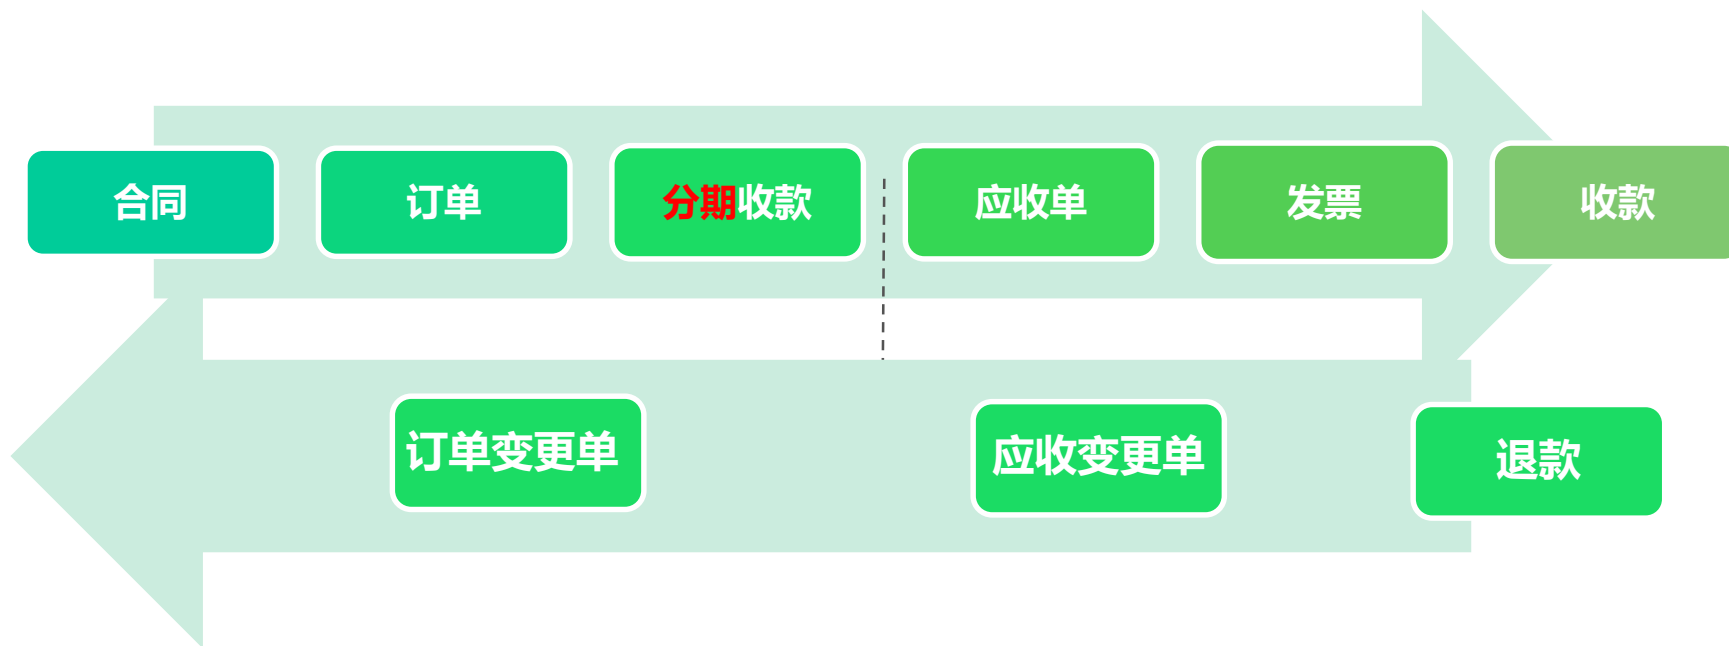 合同
订单
分期收款
应收单
发票
收款
订单变更单
应收变更单
退款